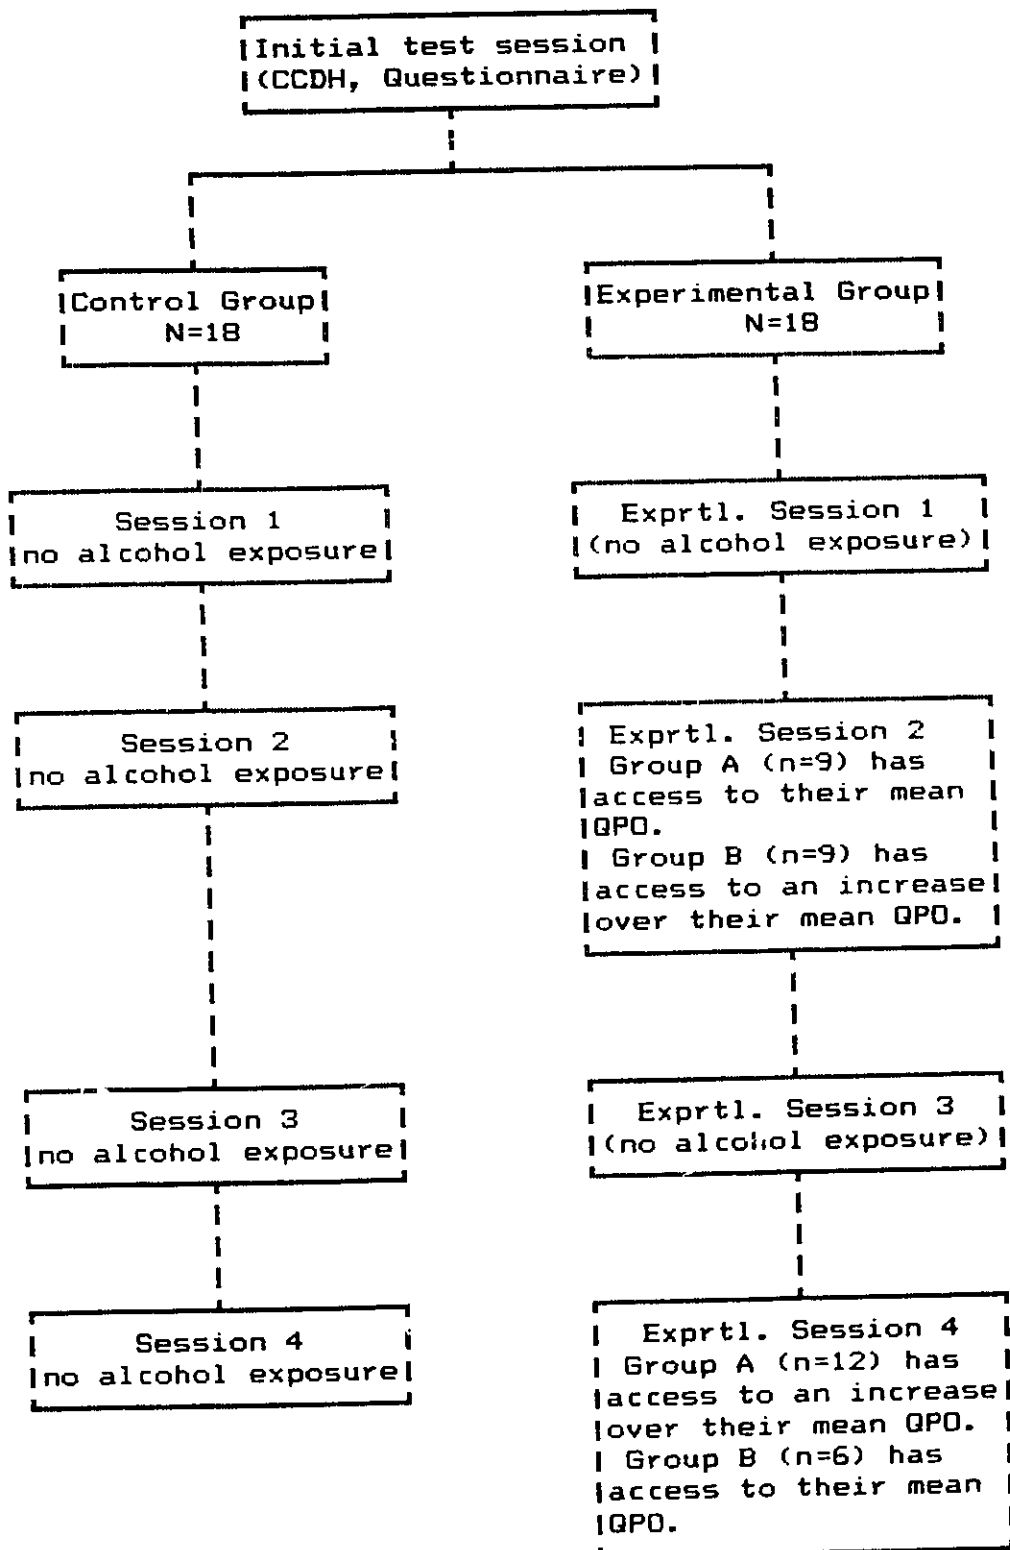 Initial test session
(CCDH, Questionnaire)
Control Group
N=18
Experimental Group
N=18
Session 1
no alcohol exposure
Exprtl. Session 1
(no alcohol exposure)
Session 2
no alcohol exposure
Exprtl. Session 2
Group A (n=9) has
access to their mean
QPO.
Group B (n=9) has
access to an increase
over their mean QPO.
Session 3
no alcohol exposure
Exprtl. Session 3
(no alcohol exposure)
Session 4
no alcohol exposure
Exprtl. Session 4
Group A (n=12) has
access to an increase
over their mean QPO.
Group B (n=6) has
access to their mean
QPO.